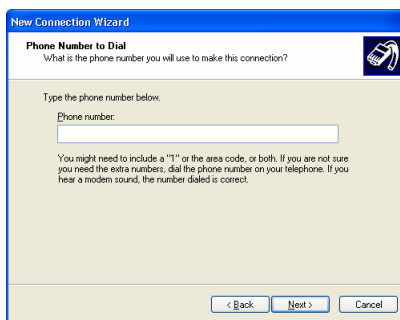 New Connection Wizard
Phone Number to Dial
What is the phone number you will use to make this connection?
Type the phone number below.
Phone number:
You might need to include a "1" or the area code, or both. If you are not sure
you need the extra numbers, dial the phone number on your telephone. If you
hear a modem sound, the number dialed is correct.
< Back
Next >
Cancel